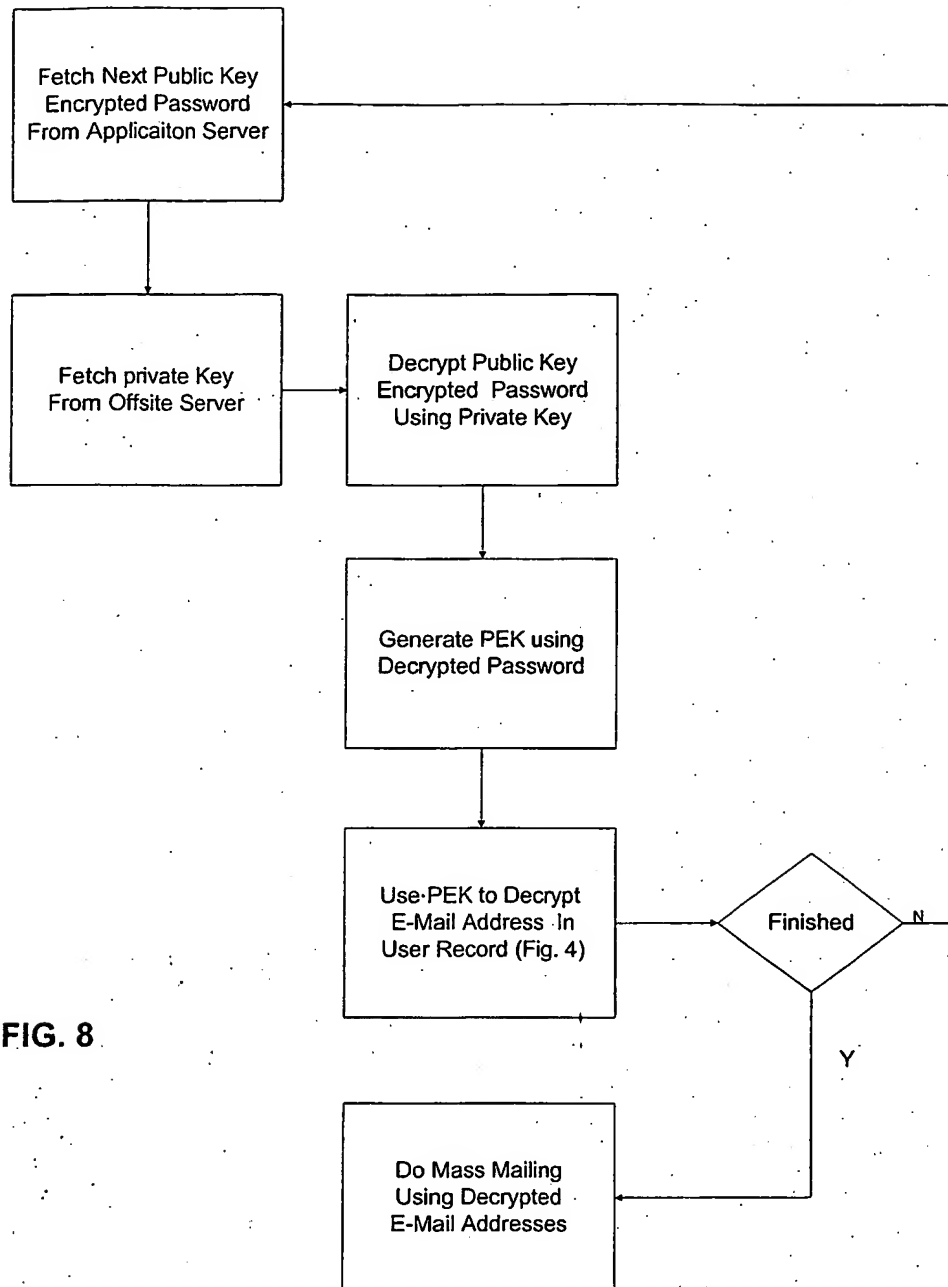 Fetch Next Public Key
Encrypted Password
From Applicaiton Server
Fetch private Key
From Offsite Server
Decrypt Public Key
Encrypted Password
Using Private Key
Generate PEK using
Decrypted Password
Use PEK to Decrypt
E-Mail Address In
User Record (Fig. 4)
Finished
N
Y
FIG. 8
Do Mass Mailing
Using Decrypted
E-Mail Addresses